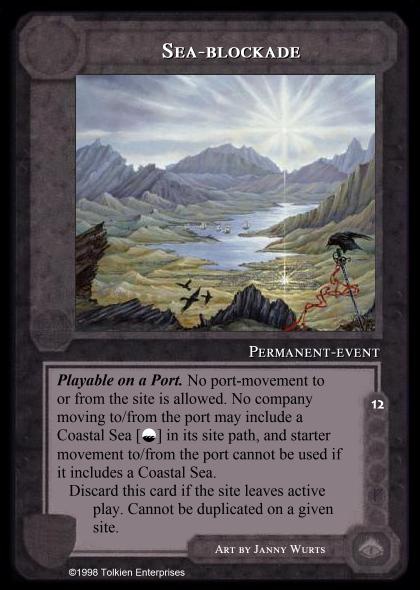 SEA-BLOCKADE
PERMANENT-EVENT
Playable on a Port. No port-movement to
or from the site is allowed. No company
moving to/from the port may include a
Coastal Sea [] in its site path, and starter
movement to/from the port cannot be used if
it includes a Coastal Sea.
Discard this card if the site leaves active
play. Cannot be duplicated on a given
site.
12
ART BY JANNY WURTS
©1998 Tolkien Enterprises